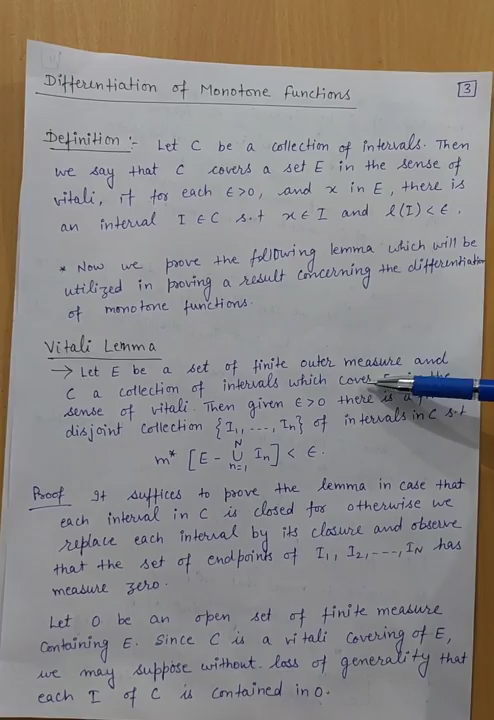 Differentiation of Monotone functions
3
Definition :- Let C be a collection of intervals. Then
we say that C covers a set E in the sense of
vitali, if for each ϵ>0, and x in E, there is
an interval I ∈ C s.t x ∈ I and l(I) < ϵ.
* Now we prove the following lemma which will be
utilized in proving a result concerning the differentiation
of monotone functions.
Vitali Lemma
→ Let E be a set of finite outer measure and
C a collection of intervals which cover the
sense of vitali. Then given ϵ>0 there is a
disjoint collection {I₁, ---, In} of intervals in C s.t
m* [E - ⋃ₙ₌₁ᴺ In] < ϵ.
Proof It suffices to prove the lemma in case that
each interval in C is closed for otherwise we
replace each interval by its closure and observe
that the set of endpoints of I₁, I₂, ---, IN has
measure zero.
Let O be an open set of finite measure
containing E. Since C is a vitali covering of E,
we may suppose without loss of generality that
each I of C is contained in O.